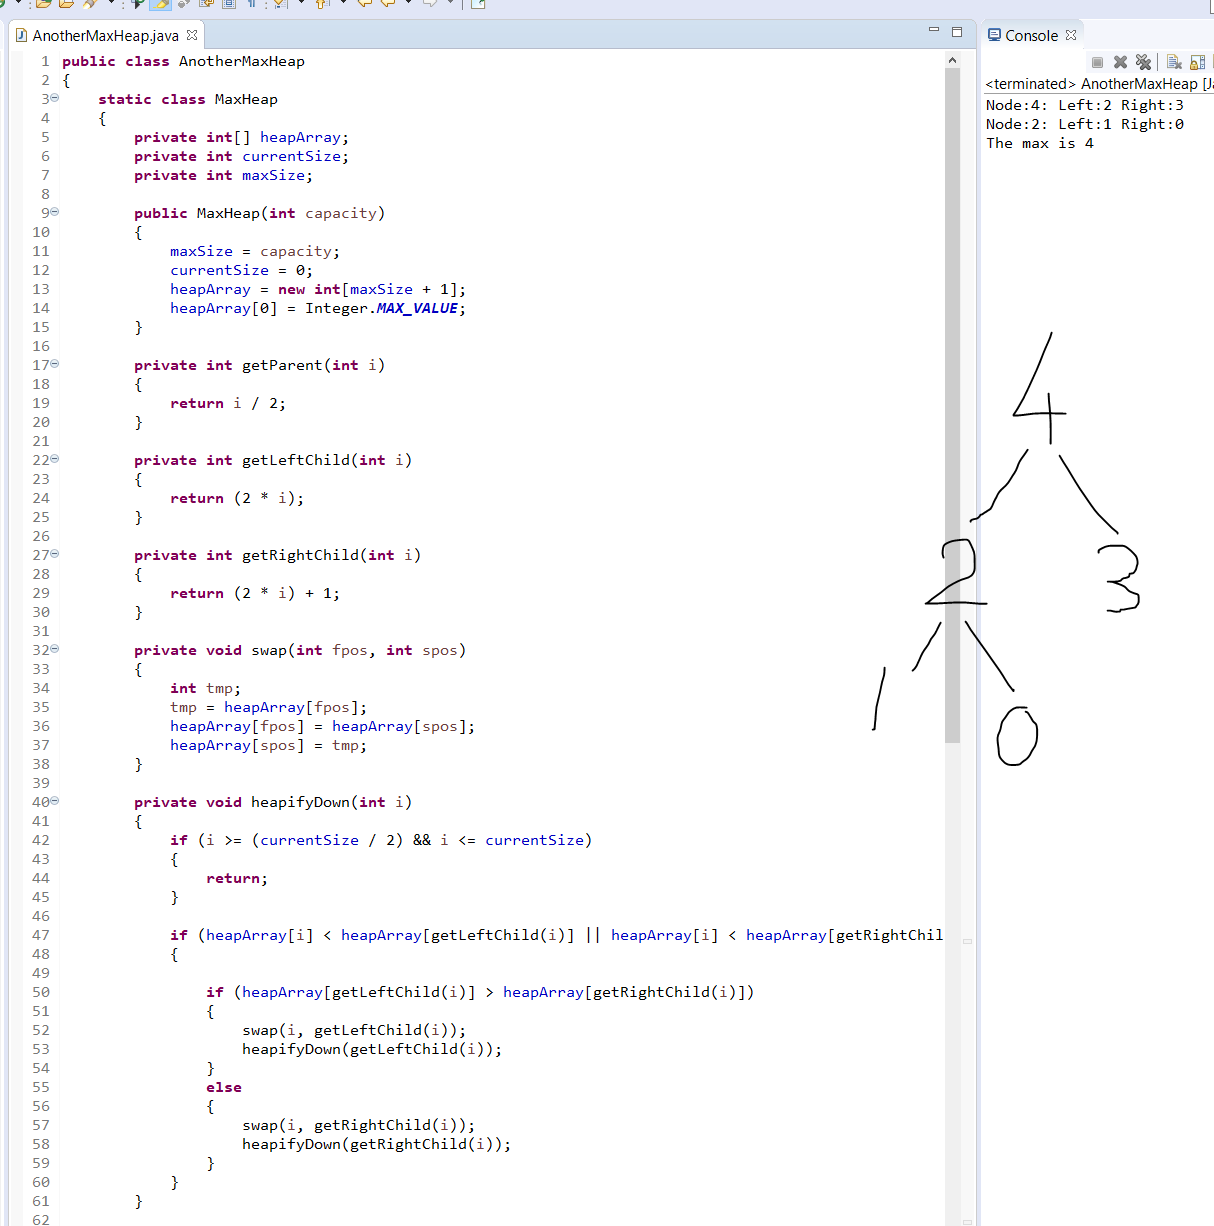 AnotherMaxHeap.java
1 public class AnotherMaxHeap
2 {
3 static class MaxHeap
4 {
5 private int[] heapArray;
6 private int currentSize;
7 private int maxSize;
8
9 public MaxHeap(int capacity)
10 {
11 maxSize = capacity;
12 currentSize = 0;
13 heapArray = new int[maxSize + 1];
14 heapArray[0] = Integer.MAX_VALUE;
15 }
16
17 private int getParent(int i)
18 {
19 return i / 2;
20 }
21
22 private int getLeftChild(int i)
23 {
24 return (2 * i);
25 }
26
27 private int getRightChild(int i)
28 {
29 return (2 * i) + 1;
30 }
31
32 private void swap(int fpos, int spos)
33 {
34 int tmp;
35 tmp = heapArray[fpos];
36 heapArray[fpos] = heapArray[spos];
37 heapArray[spos] = tmp;
38 }
39
40 private void heapifyDown(int i)
41 {
42 if (i >= (currentSize / 2) && i <= currentSize)
43 {
44 return;
45 }
46
47 if (heapArray[i] < heapArray[getLeftChild(i)] || heapArray[i] < heapArray[getRightChil
48 {
49
50 if (heapArray[getLeftChild(i)] > heapArray[getRightChild(i)])
51 {
52 swap(i, getLeftChild(i));
53 heapifyDown(getLeftChild(i));
54 }
55 else
56 {
57 swap(i, getRightChild(i));
58 heapifyDown(getRightChild(i));
59 }
60 }
61 }
62
Console
<terminated> AnotherMaxHeap [Ja
Node:4: Left:2 Right:3
Node:2: Left:1 Right:0
The max is 4
4
2 3
1 0